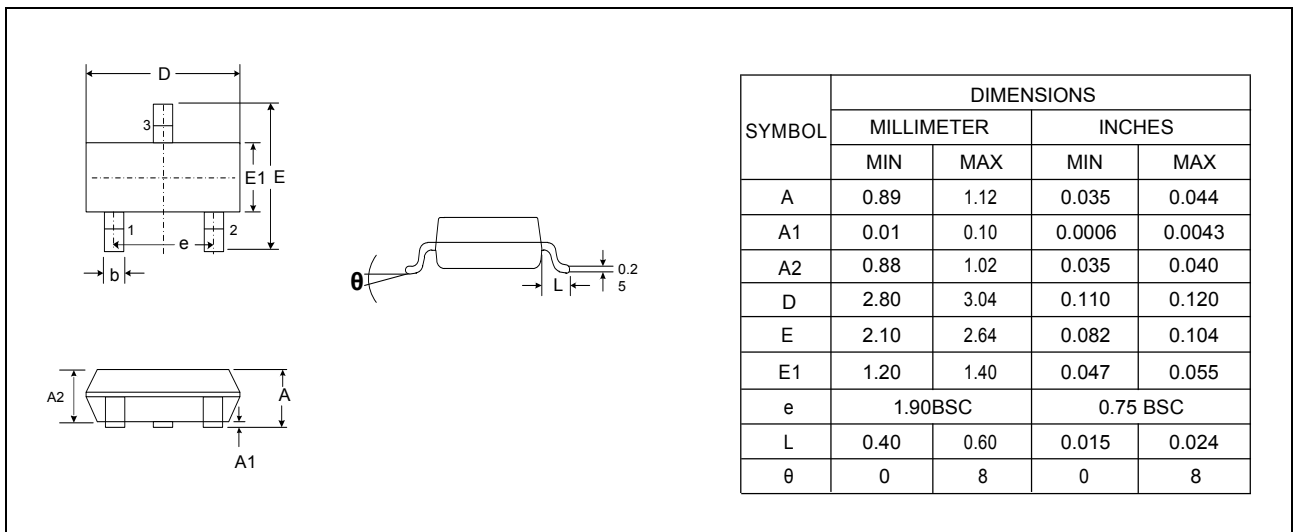 D
3
E1 E
1
2
e
b
θ
L
0.2
5
A2
A
A1
DIMENSIONS
SYMBOL MILLIMETER INCHES
MIN MAX MIN MAX
A 0.89 1.12 0.035 0.044
A1 0.01 0.10 0.0006 0.0043
A2 0.88 1.02 0.035 0.040
D 2.80 3.04 0.110 0.120
E 2.10 2.64 0.082 0.104
E1 1.20 1.40 0.047 0.055
e 1.90BSC 0.75 BSC
L 0.40 0.60 0.015 0.024
θ 0 8 0 8